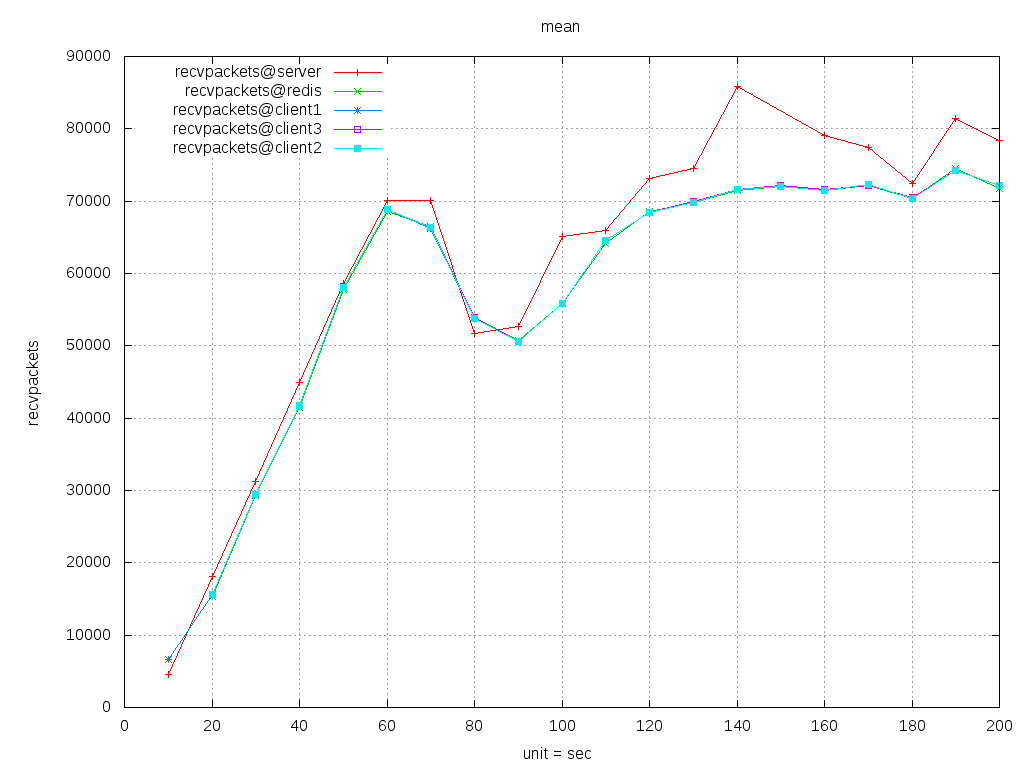 mean
90000
80000
70000
60000
50000
40000
30000
20000
10000
0
recvpackets
recvpackets@server
recvpackets@redis
recvpackets@client1
recvpackets@client3
recvpackets@client2
0 20 40 60 80 100 120 140 160 180 200
unit = sec